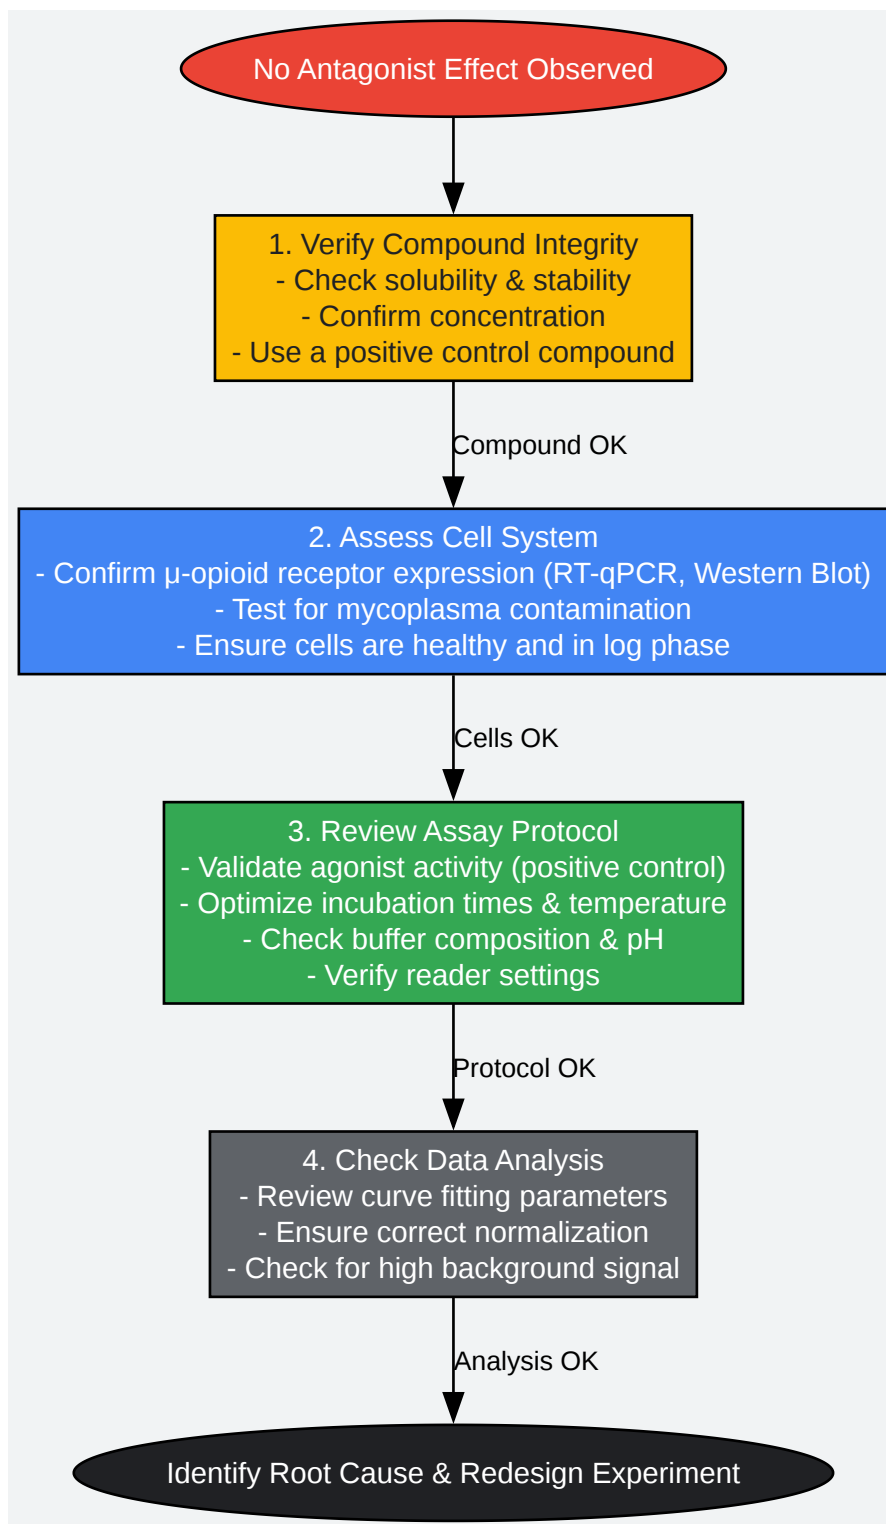 No Antagonist Effect Observed
1. Verify Compound Integrity
- Check solubility & stability
- Confirm concentration
- Use a positive control compound
Compound OK
2. Assess Cell System
- Confirm μ-opioid receptor expression (RT-qPCR, Western Blot)
- Test for mycoplasma contamination
- Ensure cells are healthy and in log phase
Cells OK
3. Review Assay Protocol
- Validate agonist activity (positive control)
- Optimize incubation times & temperature
- Check buffer composition & pH
- Verify reader settings
Protocol OK
4. Check Data Analysis
- Review curve fitting parameters
- Ensure correct normalization
- Check for high background signal
Analysis OK
Identify Root Cause & Redesign Experiment